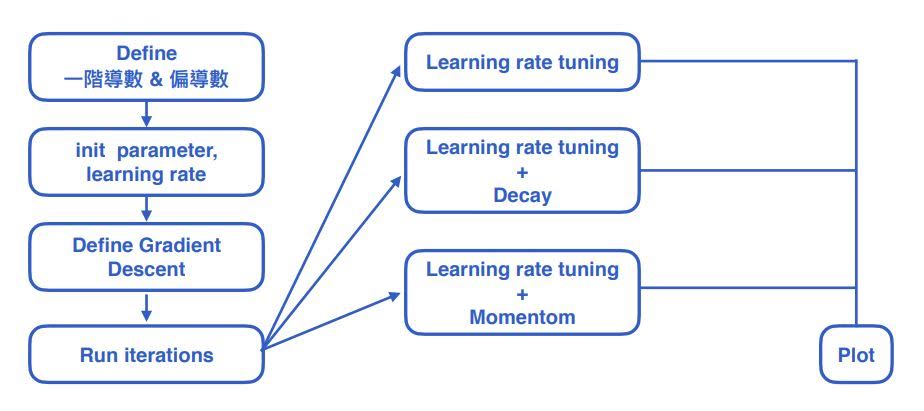 Define
一階導數 & 偏導數
init parameter,
learning rate
Define Gradient
Descent
Run iterations
Learning rate tuning
Learning rate tuning
+
Decay
Learning rate tuning
+
Momentom
Plot